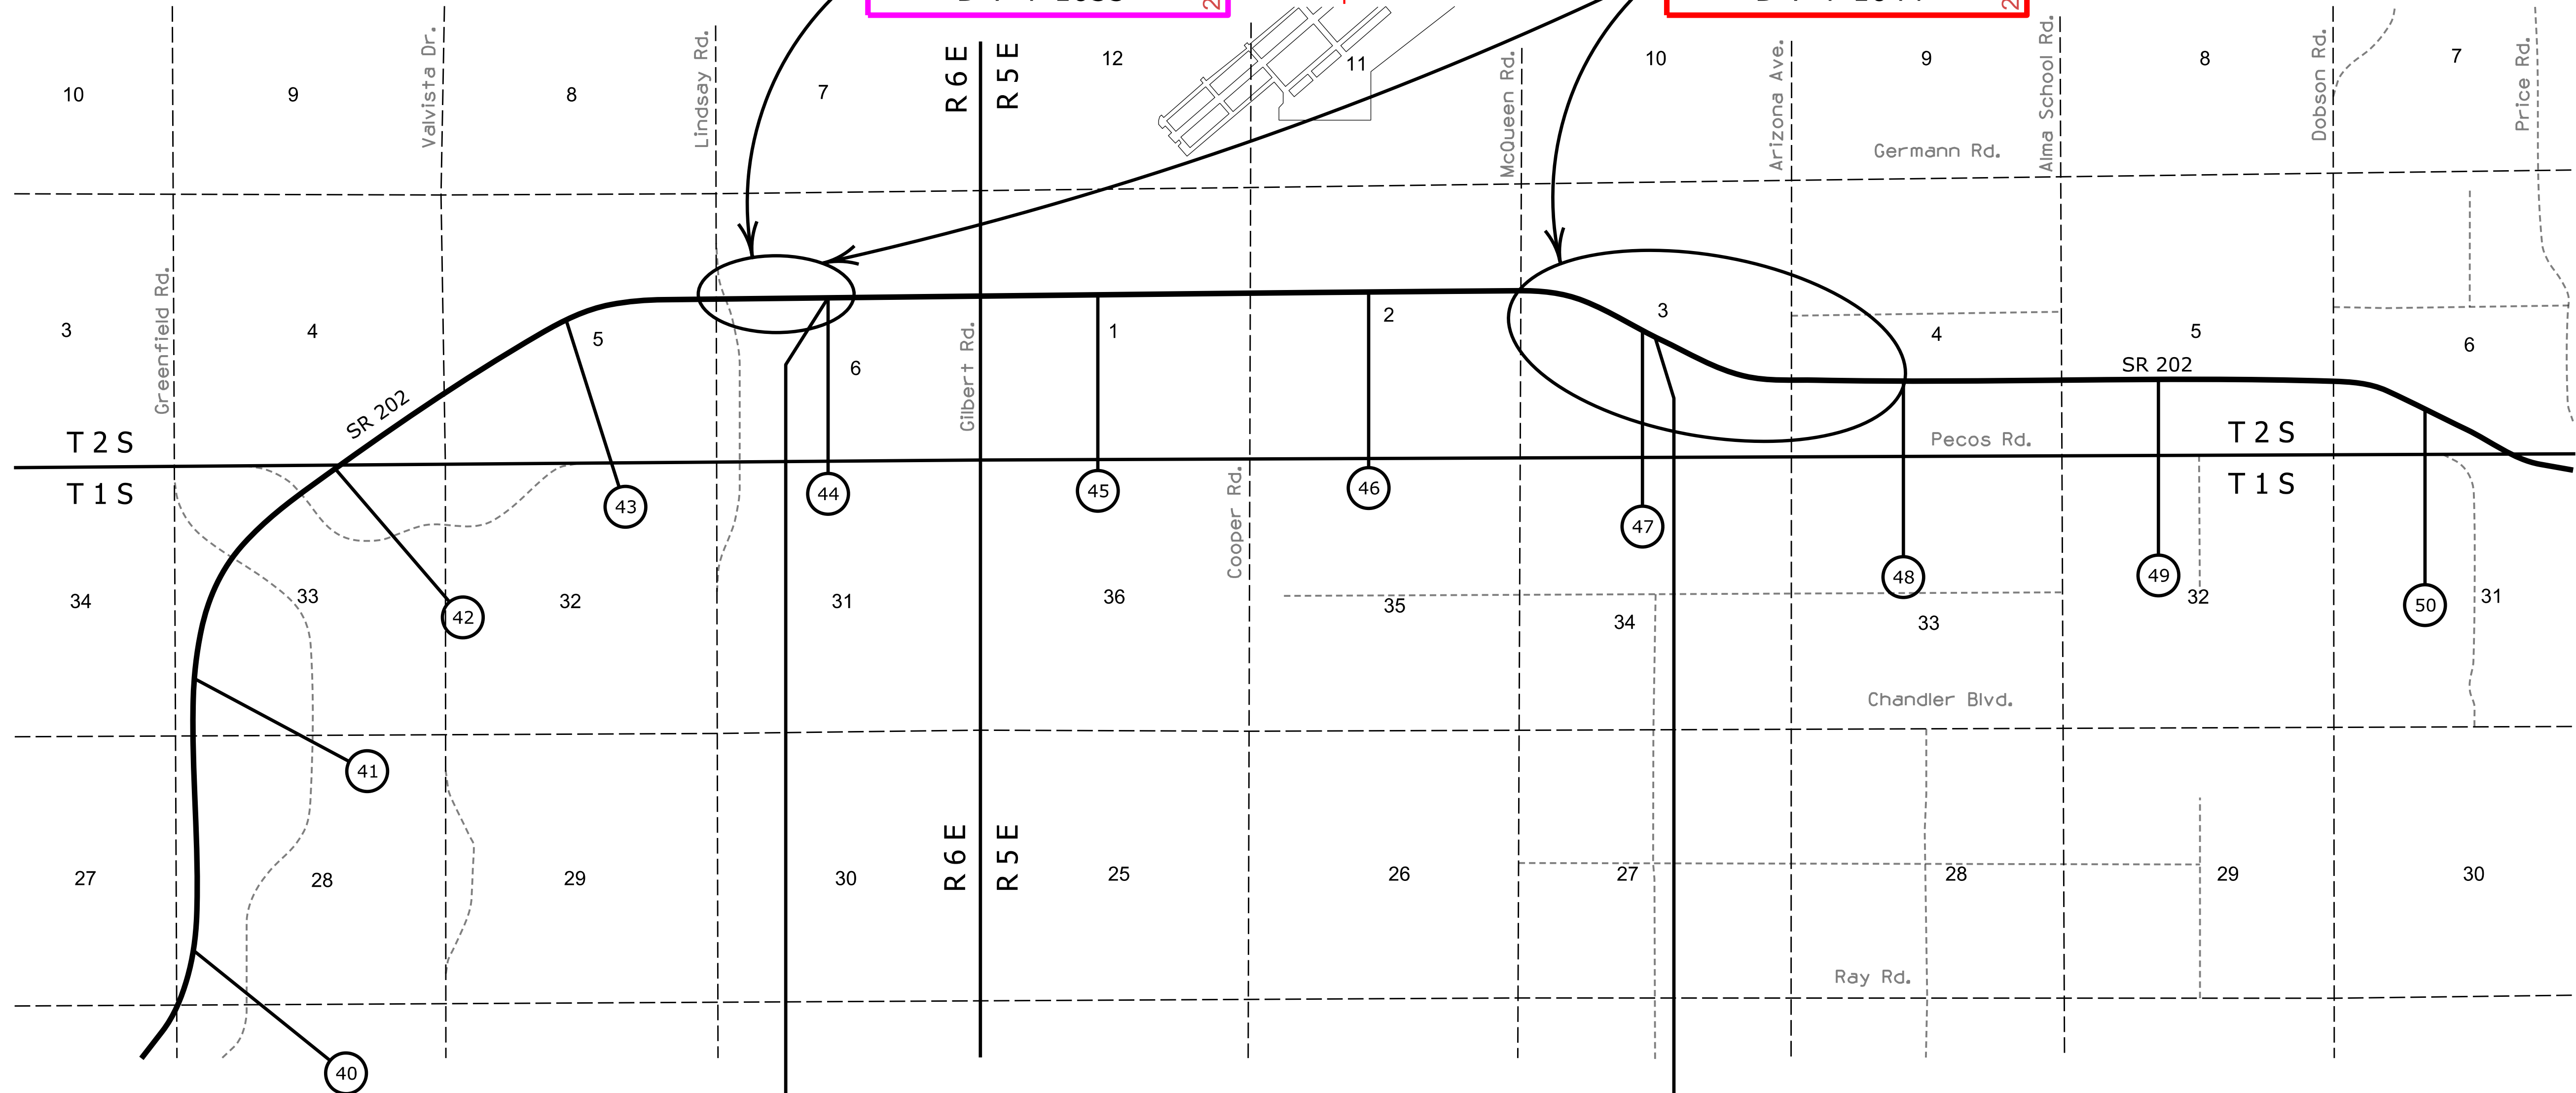 12
11
10
9
8
7
10
9
8
7
R 6 E
R 5 E
Valvista Dr.
Lindsay Rd.
McQueen Rd.
Arizona Ave.
Alma School Rd.
Dobson Rd.
Price Rd.
Germann Rd.
Greenfield Rd.
Gilbert Rd.
3
4
5
6
1
2
3
4
5
6
SR 202
SR 202
T 2 S
T 2 S
Pecos Rd.
T 1 S
T 1 S
Cooper Rd.
43
44
45
46
47
48
49
50
42
34
33
32
31
36
35
34
33
32
31
Chandler Blvd.
41
R 6 E
R 5 E
27
28
29
30
25
26
27
28
29
30
Ray Rd.
40